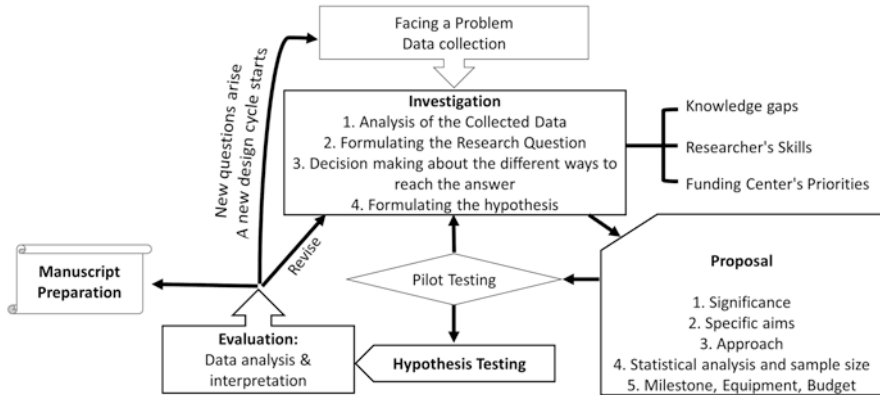 Facing a Problem
Data collection
New questions arise
A new design cycle starts
Investigation
1. Analysis of the Collected Data
2. Formulating the Research Question
3. Decision making about the different ways to
reach the answer
4. Formulating the hypothesis
Knowledge gaps
Researcher's Skills
Funding Center's Priorities
Revise
Manuscript
Preparation
Pilot Testing
Proposal
1. Significance
2. Specific aims
3. Approach
4. Statistical analysis and sample size
5. Milestone, Equipment, Budget
Evaluation:
Data analysis &
interpretation
Hypothesis Testing